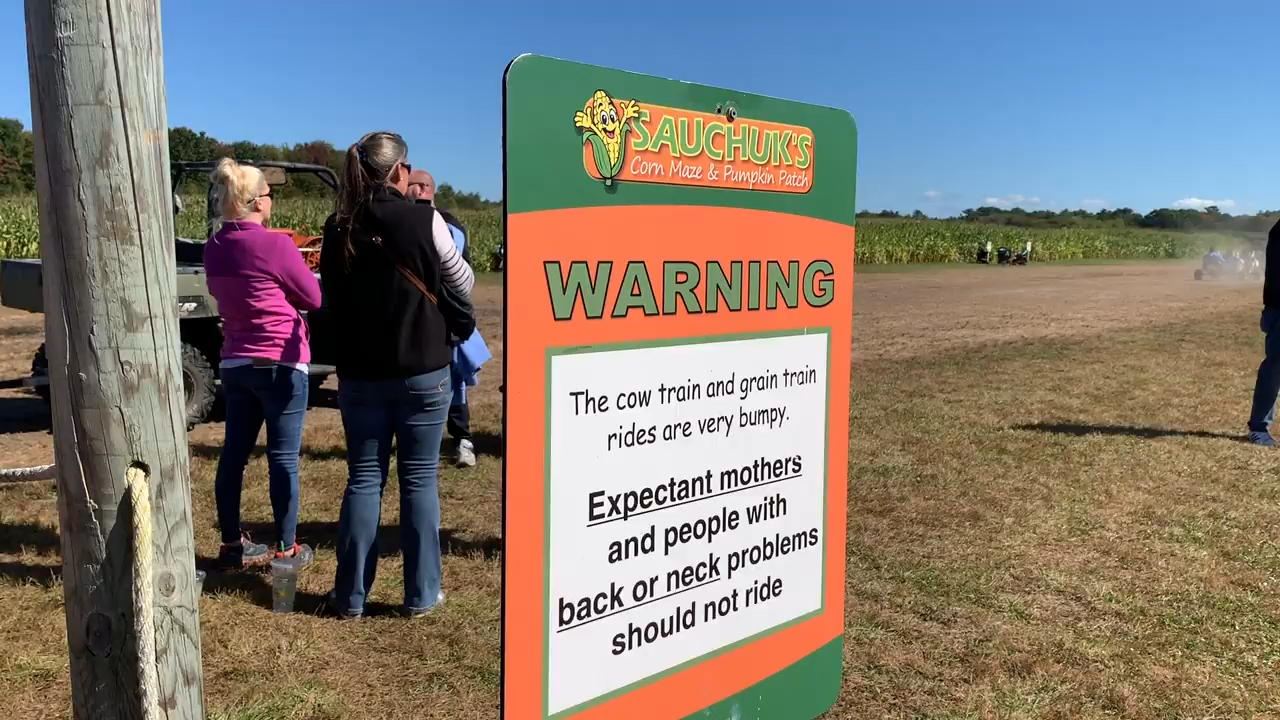 SAUCHUK'S
Corn Maze & Pumpkin Patch
WARNING
The cow train and grain train
rides are very bumpy.
Expectant mothers
and people with
back or neck problems
should not ride